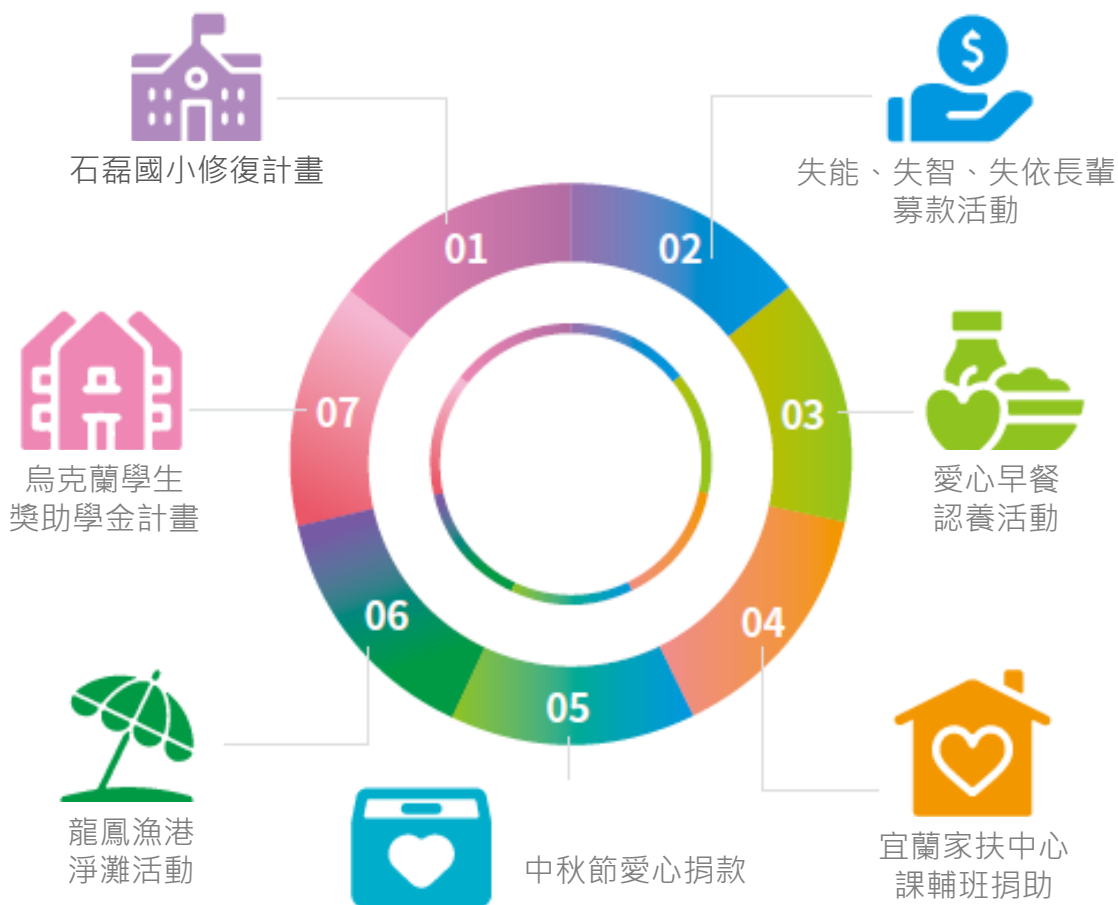 石磊國小修復計畫
失能、失智、失依長輩
募款活動
01
02
烏克蘭學生
獎助學金計畫
07
03
愛心早餐
認養活動
06
05
04
龍鳳漁港
淨灘活動
中秋節愛心捐款
宜蘭家扶中心
課輔班捐助
$